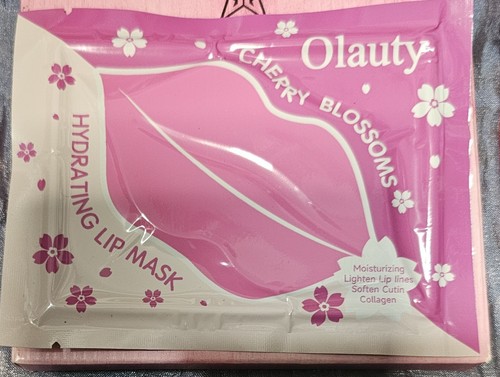 Olauty
CHERRY BLOSSOMS
HYDRATING LIP MASK
Moisturizing
Lighten Lip lines
Soften Cutin
Collagen